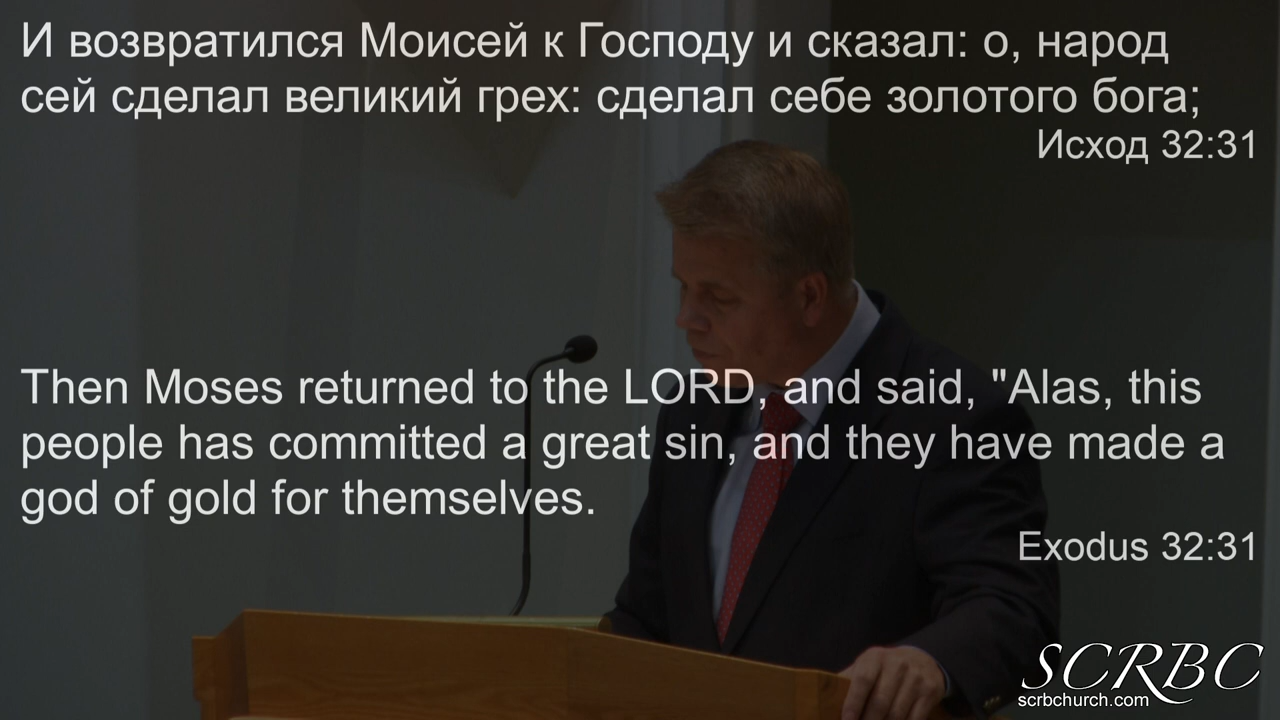 И возвратился Моисей к Господу и сказал: о, народ
сей сделал великий грех: сделал себе золотого бога;
Исход 32:31
Then Moses returned to the LORD, and said, "Alas, this
people has committed a great sin, and they have made a
god of gold for themselves.
Exodus 32:31
SCRBC
scrbchurch.com